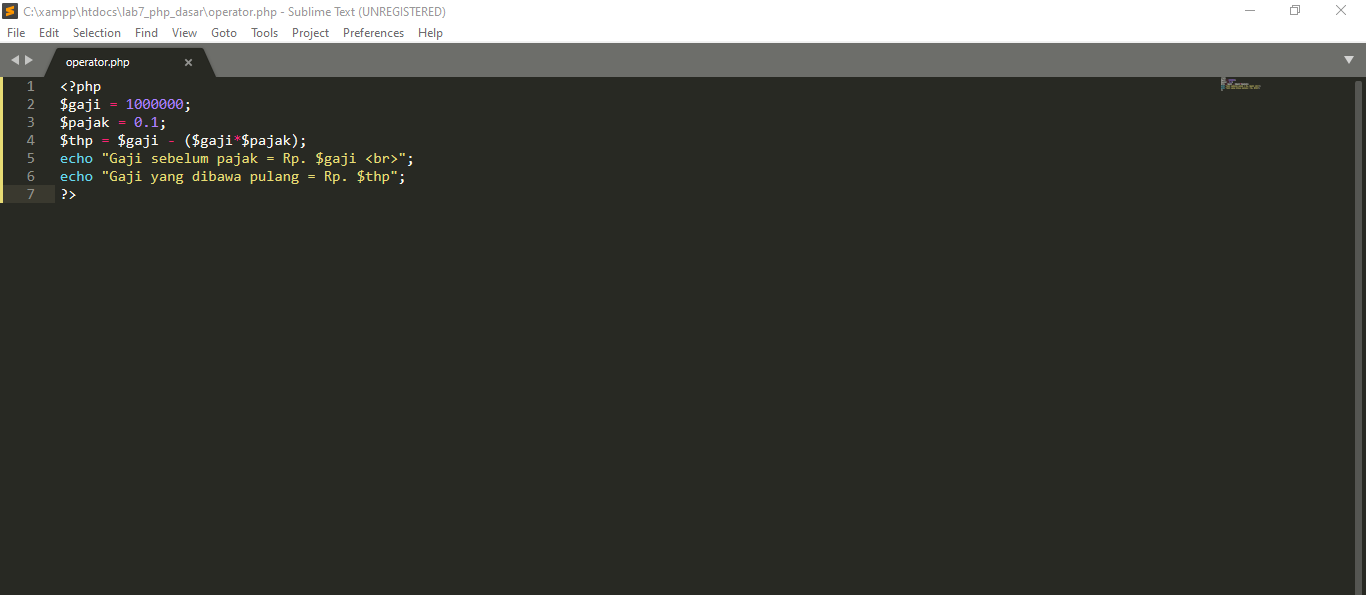 C:\xampp\htdocs\lab7_php_dasar\operator.php - Sublime Text (UNREGISTERED)
File Edit Selection Find View Goto Tools Project Preferences Help
operator.php
1 <?php
2 $gaji = 1000000;
3 $pajak = 0.1;
4 $thp = $gaji - ($gaji*$pajak);
5 echo "Gaji sebelum pajak = Rp. $gaji <br>";
6 echo "Gaji yang dibawa pulang = Rp. $thp";
7 ?>